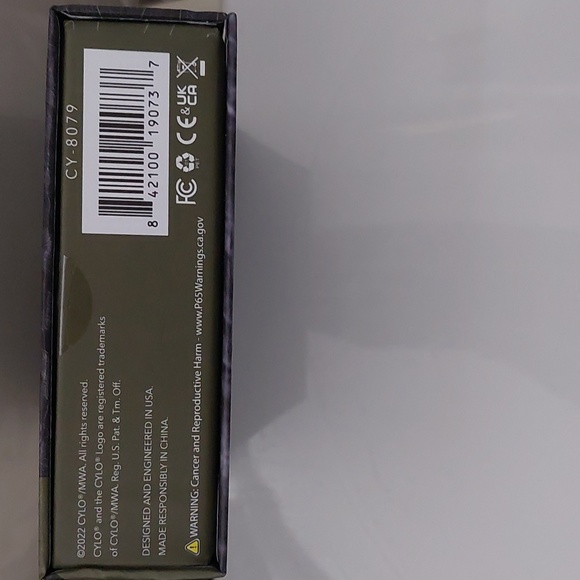 CY-8079
8 42100 19073 7
FC PET CE & UK CA
©2022 CYLO®/MWA. All rights reserved.
CYLO® and the CYLO® Logo are registered trademarks
of CYLO®/MWA. Reg. U.S. Pat. & Tm. Off.
DESIGNED AND ENGINEERED IN USA.
MADE RESPONSIBLY IN CHINA.
WARNING: Cancer and Reproductive Harm - www.P65Warnings.ca.gov